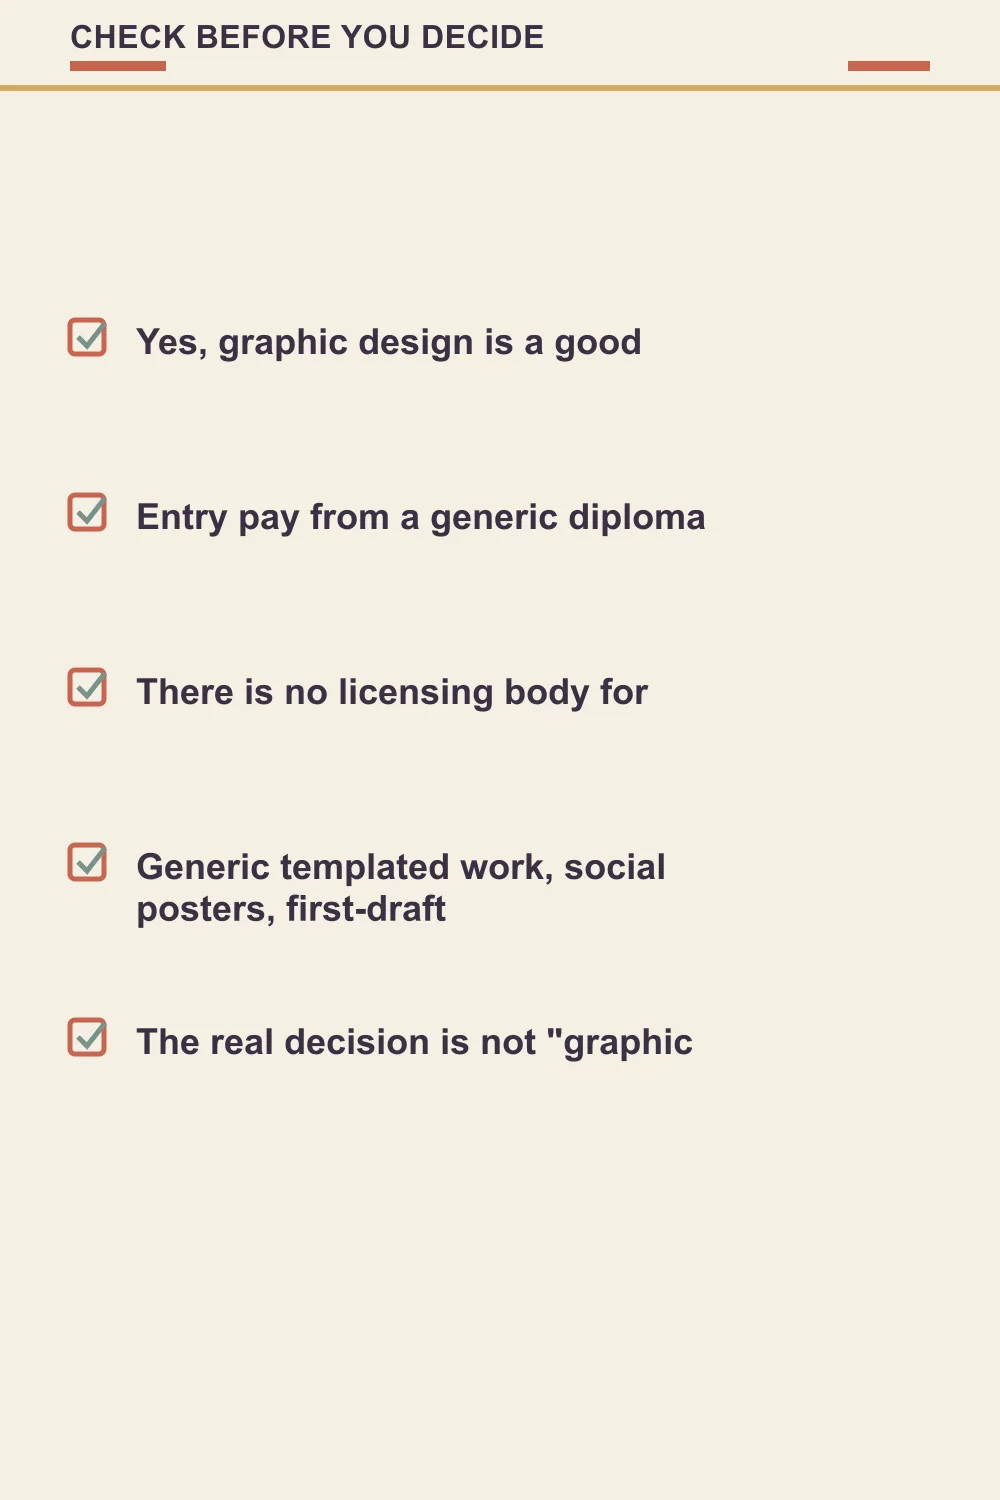 CHECK BEFORE YOU DECIDE
Yes, graphic design is a good
Entry pay from a generic diploma
There is no licensing body for
Generic templated work, social
posters, first-draft
The real decision is not "graphic